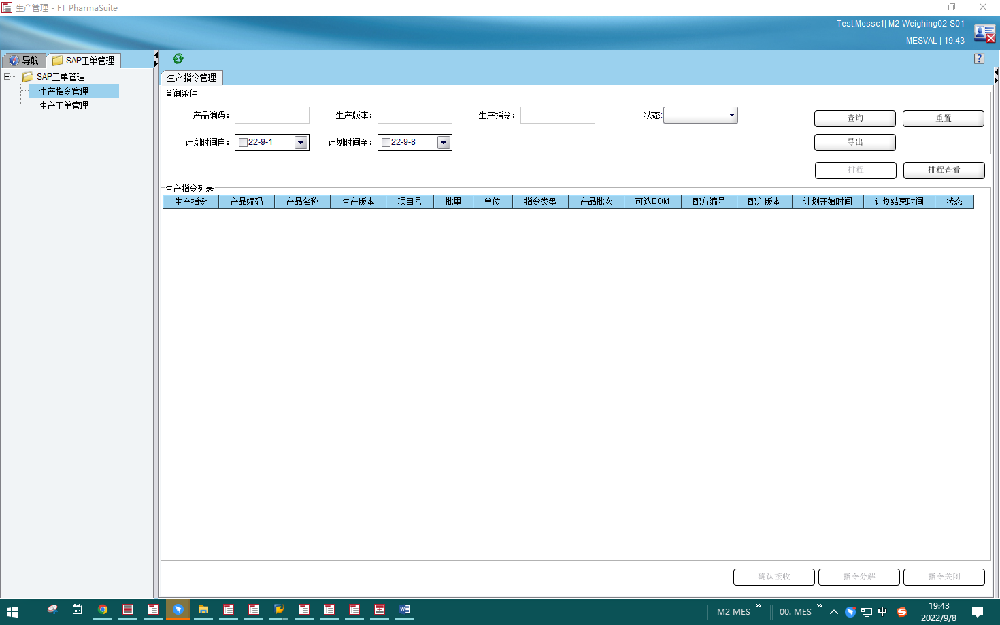 生产管理 - FT PharmaSuite
---Test.Messc1| M2-Weighing02-S01
MESVAL | 19:43
导航 SAP工单管理
SAP工单管理
生产指令管理
生产工单管理
?
生产指令管理
查询条件
产品编码： 生产版本： 生产指令： 状态: 查询 重置
计划时间自： 22-9-1 计划时间至： 22-9-8 导出
排程 排程查看
生产指令列表
生产指令 产品编码 产品名称 生产版本 项目号 批量 单位 指令类型 产品批次 可选BOM 配方编号 配方版本 计划开始时间 计划结束时间 状态
确认接收 指令分解 指令关闭
M2 MES 00. MES 中 19:43
2022/9/8